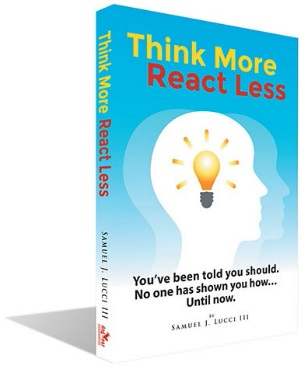 Think More
React Less
You've been told you should.
No one has shown you how...
Until now.
BY
SAMUEL J. LUCCI III
Think More React Less
SAMUEL J. LUCCI III